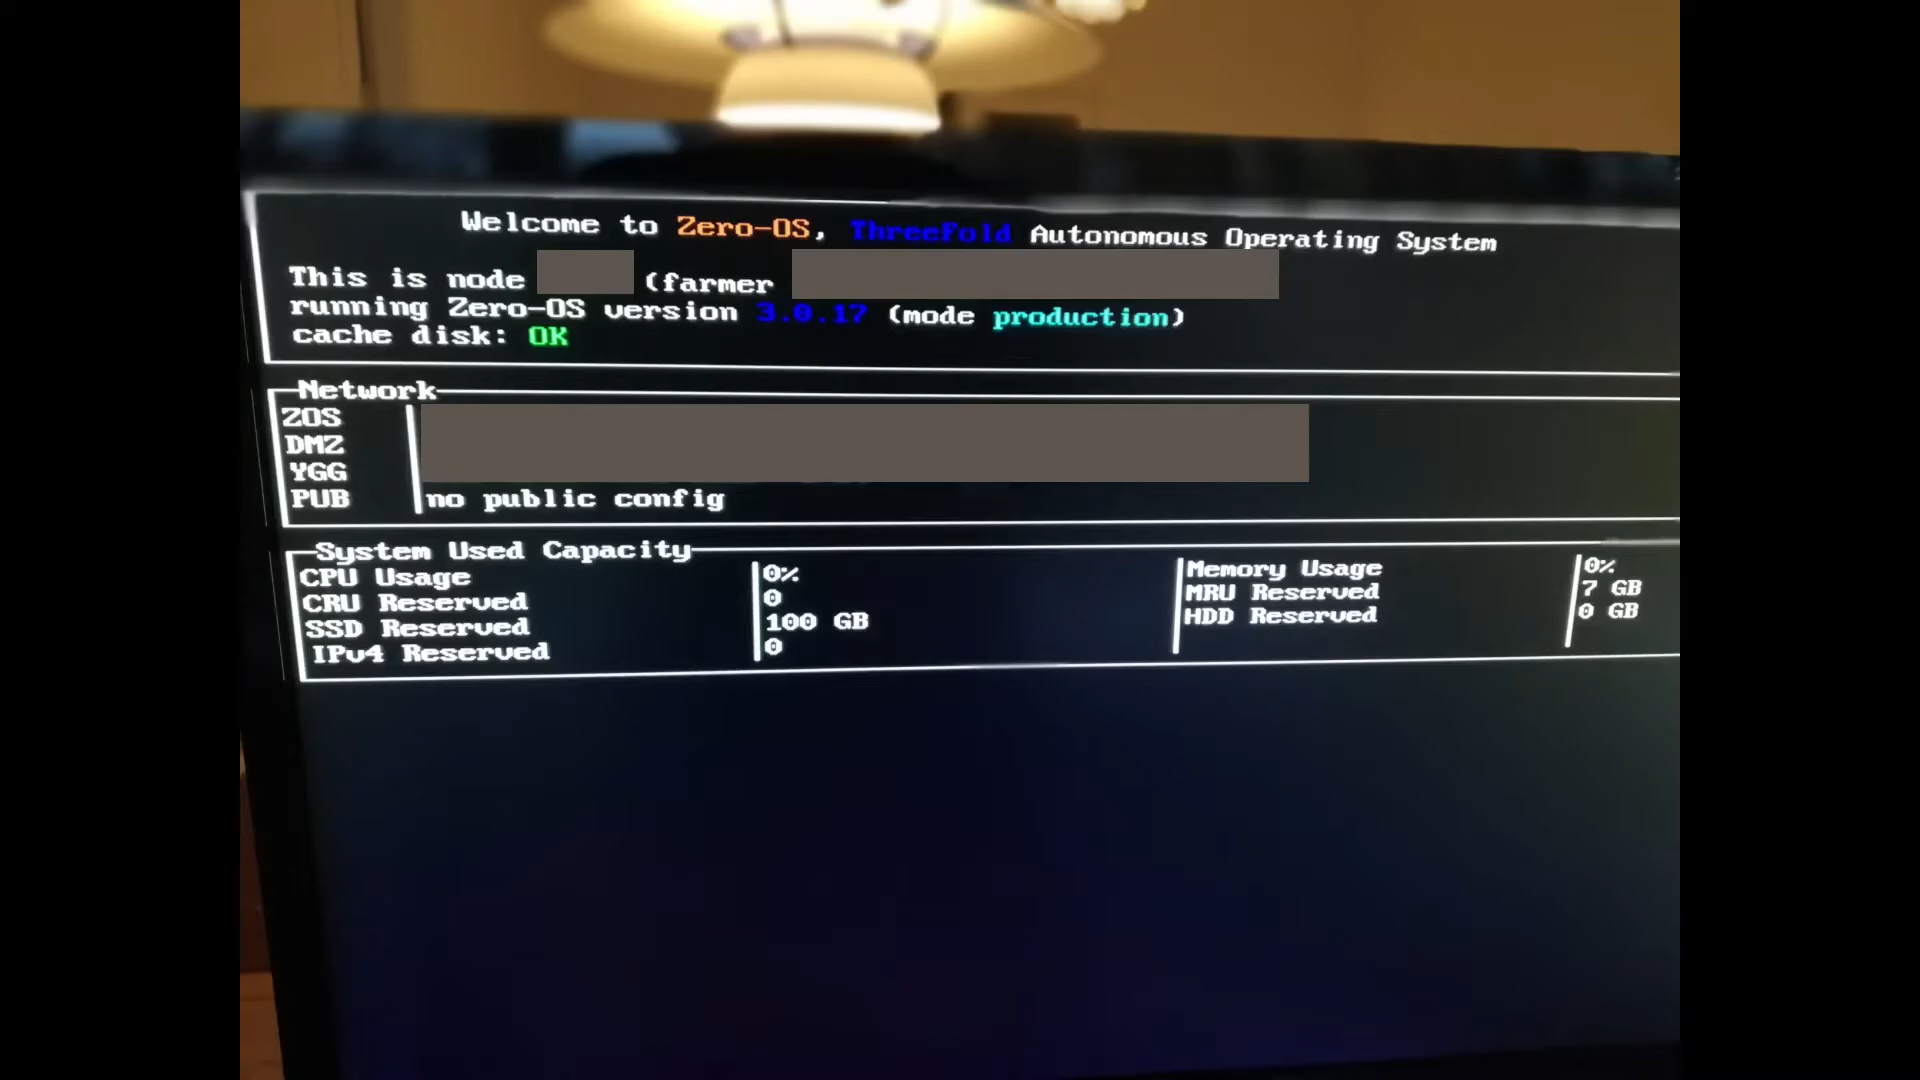 Welcome to Zero-OS, ThreeFold Autonomous Operating System
This is node (farmer
running Zero-OS version 3.0.17 (mode production)
cache disk: OK
Network
ZOS
DMZ
YGG
PUB no public config
System Used Capacity
CPU Usage 0% Memory Usage 0%
CRU Reserved 0 MRU Reserved 7 GB
SSD Reserved 100 GB HDD Reserved 0 GB
IPv4 Reserved 0